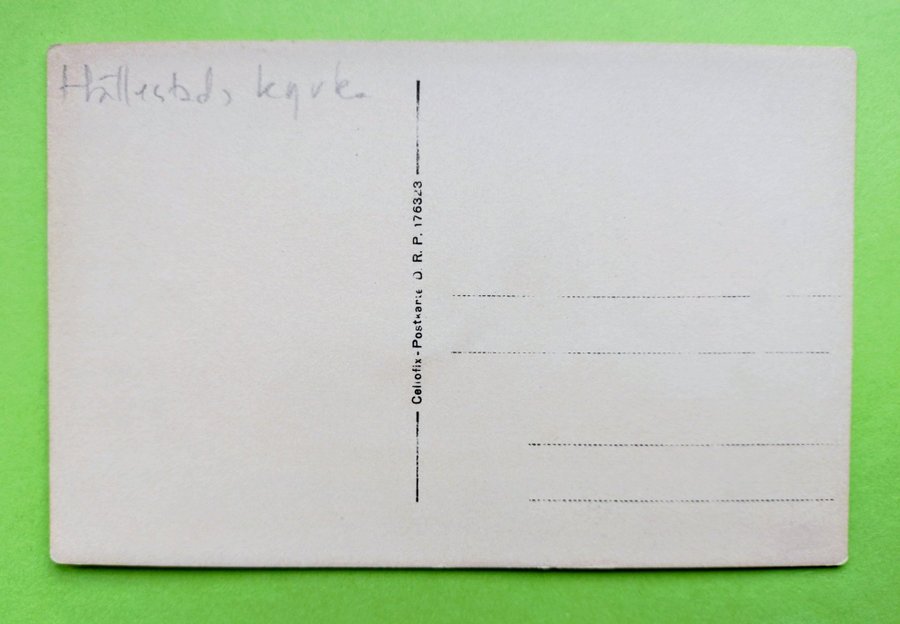 Hällestads kyrka
Cellofix-Postkarte D. R. P. 176323